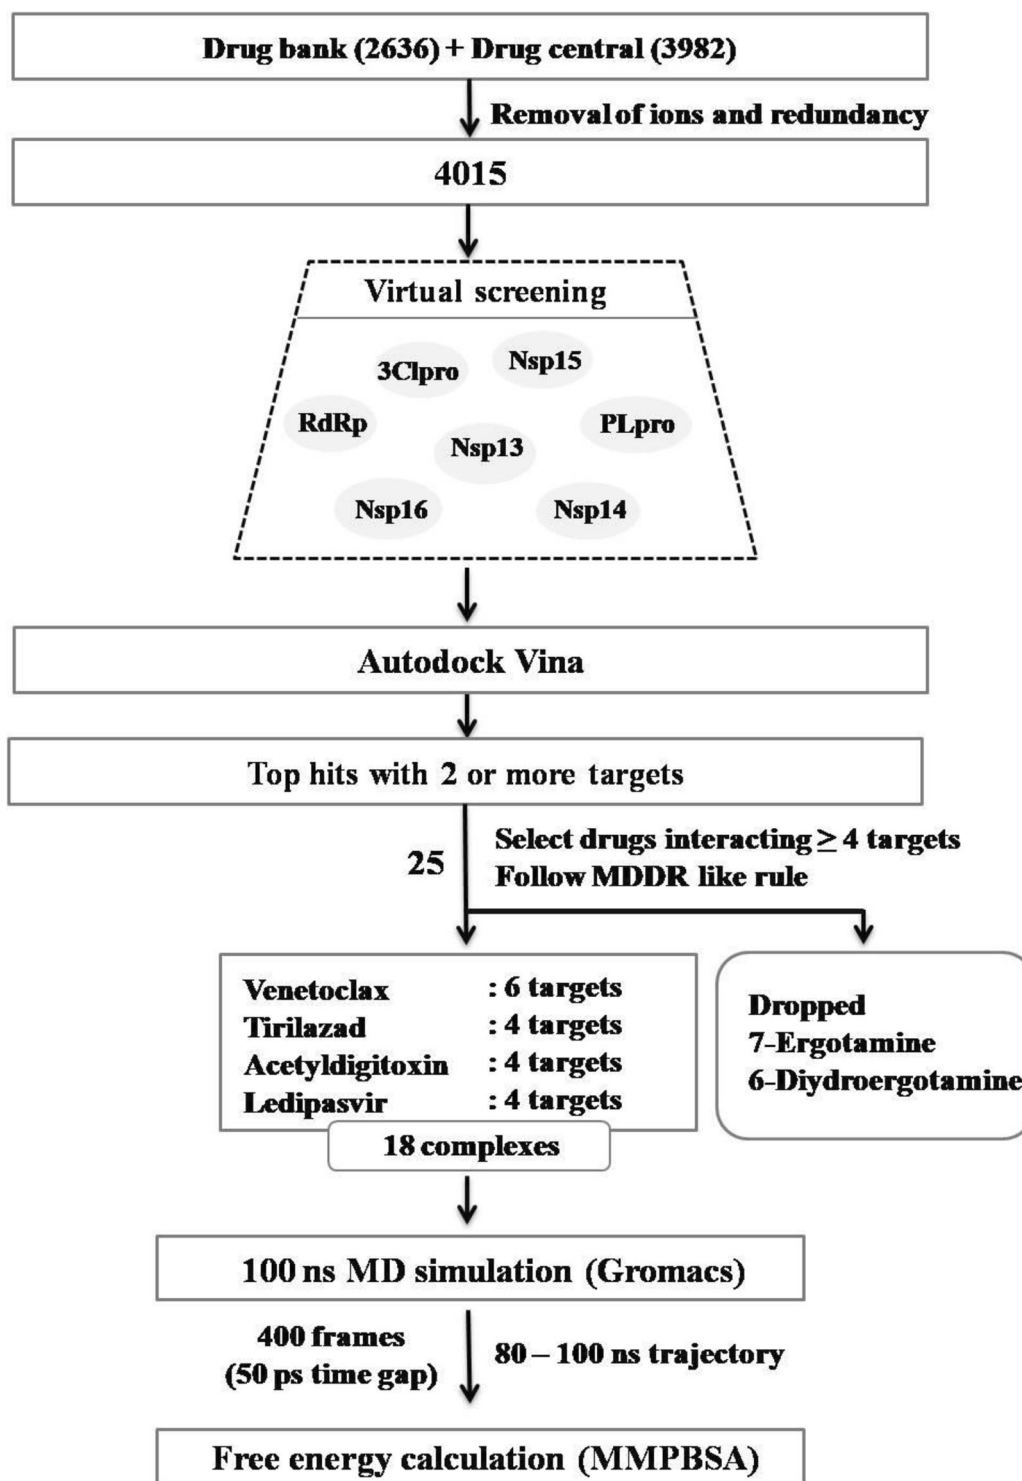 Drug bank (2636) + Drug central (3982)
Removal of ions and redundancy
4015
Virtual screening
3Clpro
Nsp15
RdRp
PLpro
Nsp13
Nsp16
Nsp14
Autodock Vina
Top hits with 2 or more targets
25
Select drugs interacting ≥ 4 targets
Follow MDDR like rule
Venetoclax : 6 targets
Tirilazad : 4 targets
Acetyldigitoxin : 4 targets
Ledipasvir : 4 targets
18 complexes
Dropped
7-Ergotamine
6-Diydroergotamine
100 ns MD simulation (Gromacs)
400 frames
(50 ps time gap)
80 – 100 ns trajectory
Free energy calculation (MMPBSA)